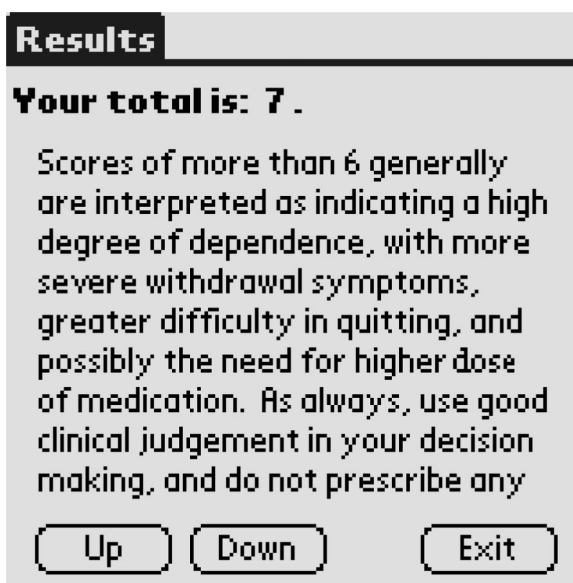 Results
Your total is: 7 .
Scores of more than 6 generally
are interpreted as indicating a high
degree of dependence, with more
severe withdrawal symptoms,
greater difficulty in quitting, and
possibly the need for higher dose
of medication. As always, use good
clinical judgement in your decision
making, and do not prescribe any
Up Down Exit